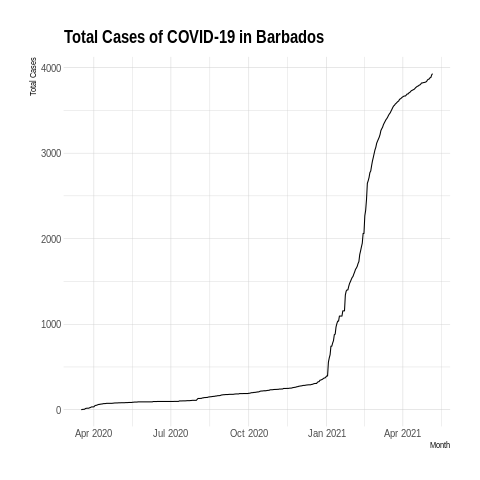 Total Cases of COVID-19 in Barbados
Total Cases
4000
3000
2000
1000
0
Apr 2020 Jul 2020 Oct 2020 Jan 2021 Apr 2021
Month